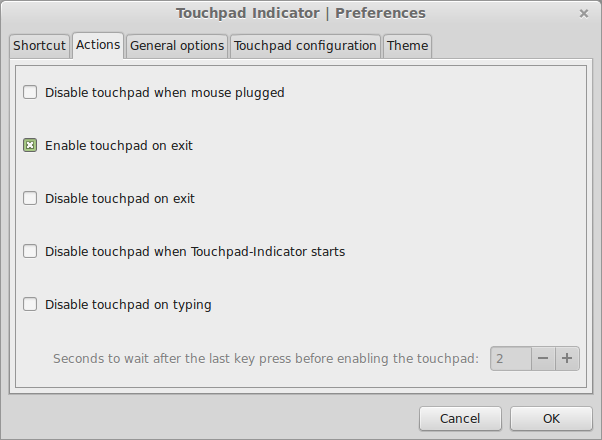 Touchpad Indicator | Preferences
Shortcut Actions General options Touchpad configuration Theme
Disable touchpad when mouse plugged
Enable touchpad on exit
Disable touchpad on exit
Disable touchpad when Touchpad-Indicator starts
Disable touchpad on typing
Seconds to wait after the last key press before enabling the touchpad: 2
Cancel OK